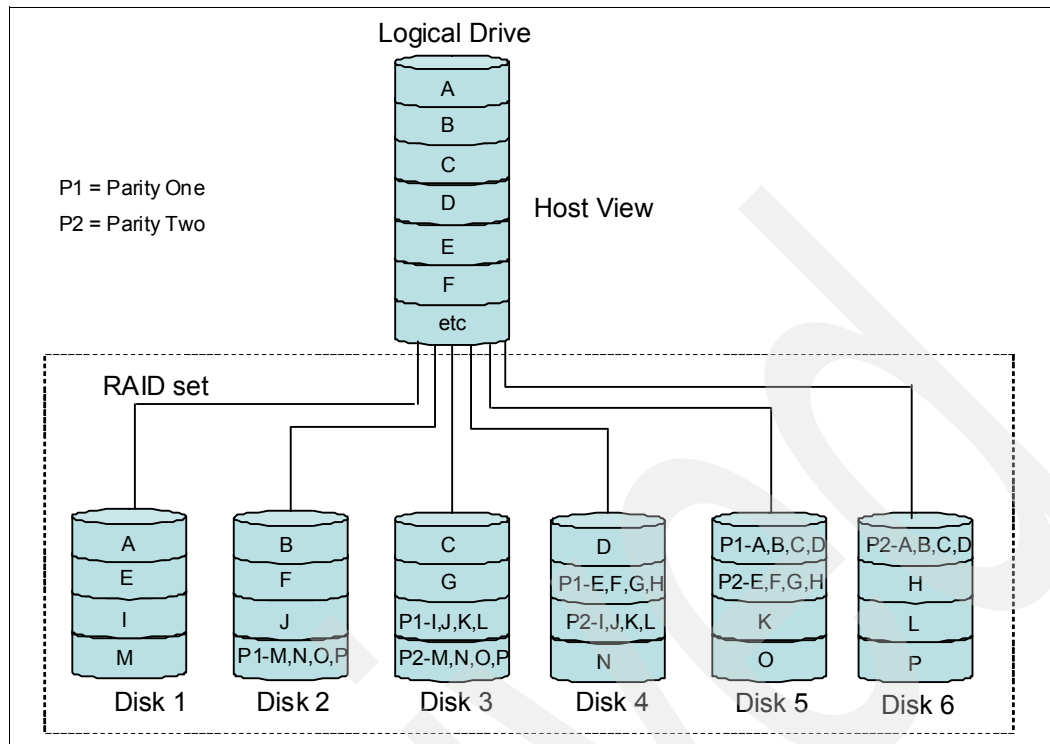 Logical Drive
A
B
C
D
E
F
etc
P1 = Parity One
P2 = Parity Two
Host View
RAID set
A
E
I
M
Disk 1
B
F
J
P1-M,N,O,P
Disk 2
C
G
P1-I,J,K,L
P2-M,N,O,P
Disk 3
D
P1-E,F,G,H
P2-I,J,K,L
N
Disk 4
P1-A,B,C,D
P2-E,F,G,H
K
O
Disk 5
P2-A,B,C,D
H
L
P
Disk 6